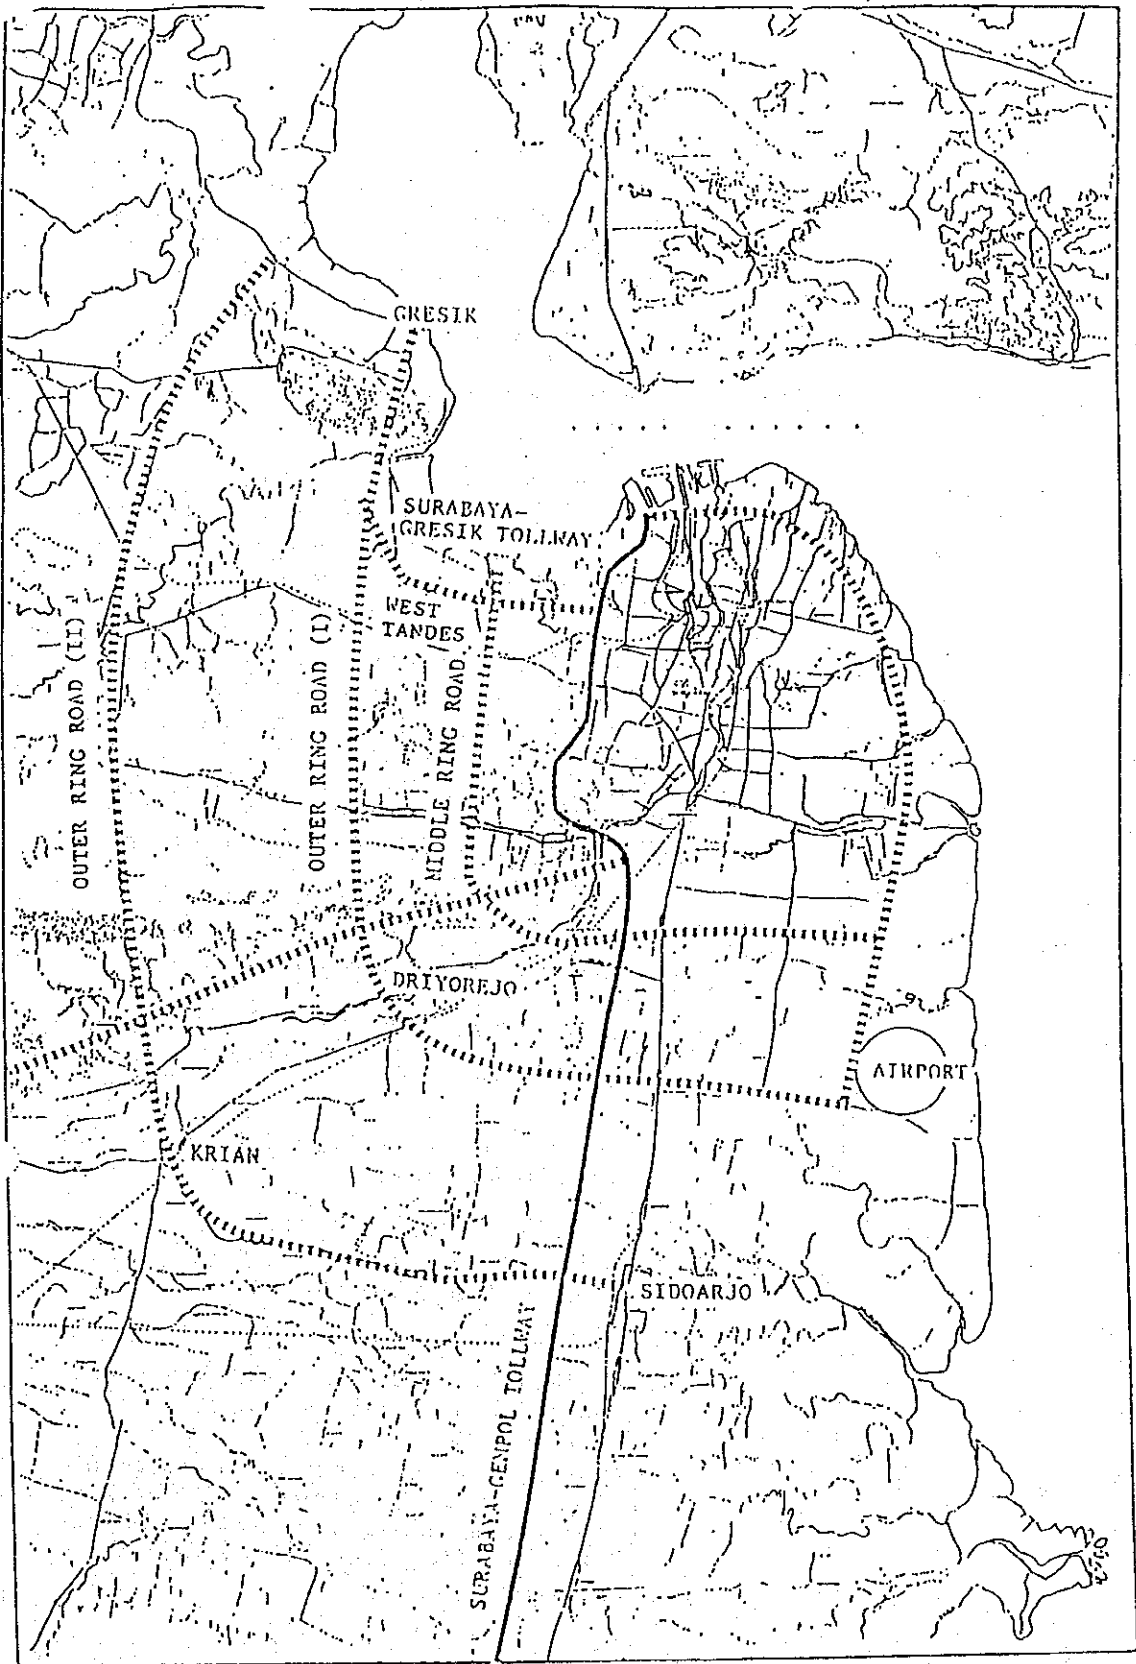 GRESIK
SURABAYA-
GRESIK TOLLWAY
WEST
TANDES
OUTER RING ROAD (II)
OUTER RING ROAD (I)
MIDDLE RING ROAD
DRIYOREJO
AIRPORT
KRIAN
SIDOARJO
SURABAYA-GEMPOL TOLLWAY